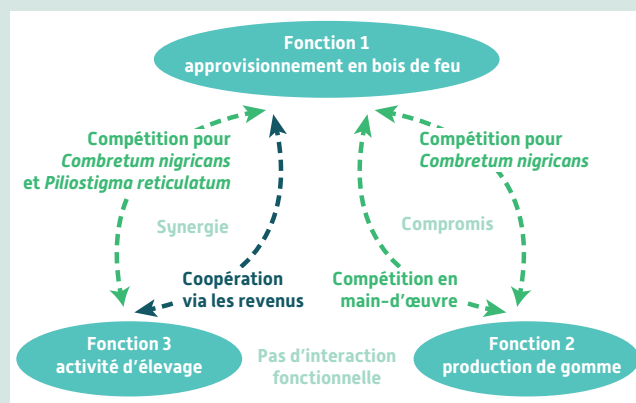 Fonction 1
approvisionnement en bois de feu
Compétition pour
Combretum nigricans
et Piliostigma reticulatum
Compétition pour
Combretum nigricans
Synergie
Compromis
Coopération
via les revenus
Compétition en
main-d'œuvre
Fonction 3
activité d'élevage
Pas d'interaction
fonctionnelle
Fonction 2
production de gomme